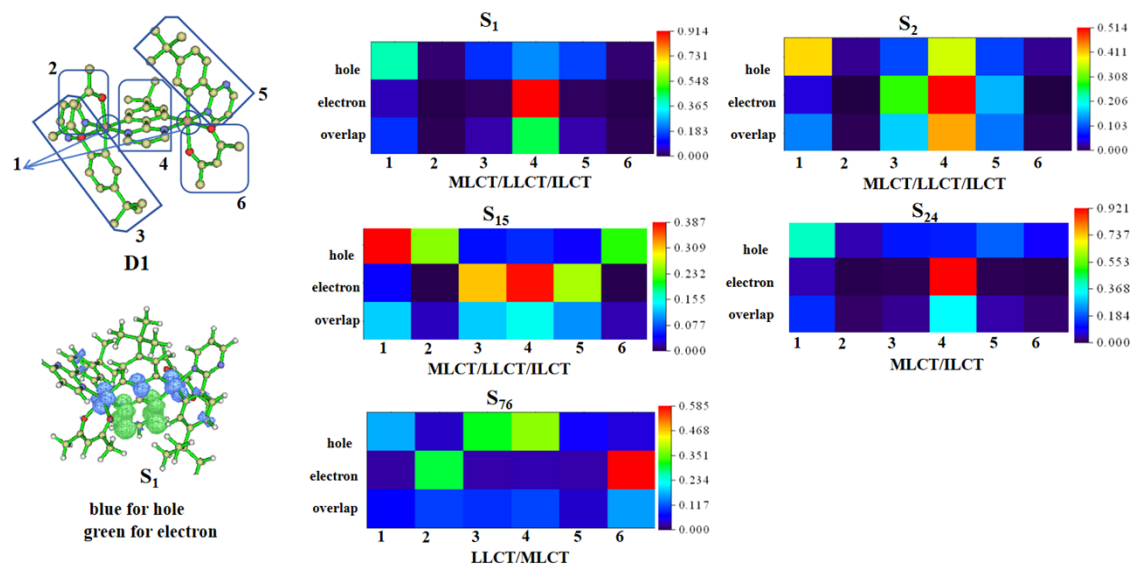 2
5
1
4
3
6
D1
S1
blue for hole
green for electron
S1
hole
electron
overlap
0.914
0.731
0.548
0.365
0.183
0.000
1 2 3 4 5 6
MLCT/LLCT/ILCT
S2
hole
electron
overlap
0.514
0.411
0.308
0.206
0.103
0.000
1 2 3 4 5 6
MLCT/LLCT/ILCT
S15
hole
electron
overlap
0.387
0.309
0.232
0.155
0.077
0.000
1 2 3 4 5 6
MLCT/LLCT/ILCT
S24
hole
electron
overlap
0.921
0.737
0.553
0.368
0.184
0.000
1 2 3 4 5 6
MLCT/ILCT
S76
hole
electron
overlap
0.585
0.468
0.351
0.234
0.117
0.000
1 2 3 4 5 6
LLCT/MLCT